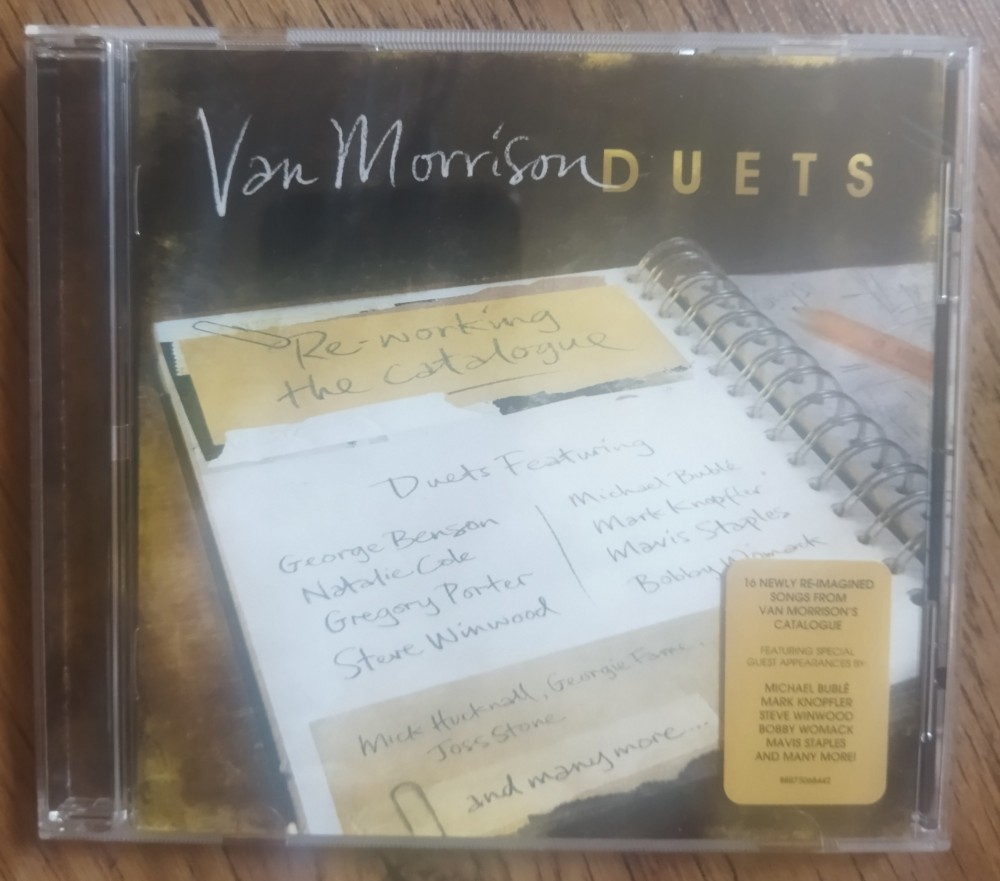 Van Morrison DUETS
Re-working
the catalogue
Duets Featuring
George Benson
Natalie Cole
Gregory Porter
Steve Winwood
Michael Bublé
Mark Knopfler
Mavis Staples
Bobby Womack
Mick Hucknall, Georgie Fame,
Joss Stone
and many more...
16 NEWLY RE-IMAGINED
SONGS FROM
VAN MORRISON'S
CATALOGUE
FEATURING SPECIAL
GUEST APPEARANCES BY:
MICHAEL BUBLÉ
MARK KNOPFLER
STEVE WINWOOD
BOBBY WOMACK
MAVIS STAPLES
AND MANY MORE!